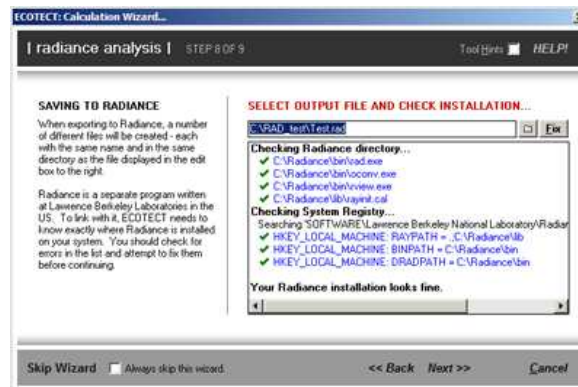 ECOTECT: Calculation Wizard...
| radiance analysis | STEP 8 OF 9
Tool Hints HELP!
SAVING TO RADIANCE
When exporting to Radiance, a number
of different files will be created - each
with the same name and in the same
directory as the file displayed in the edit
box to the right.
Radiance is a separate program written
at Lawrence Berkeley Laboratories in the
US. To link with it, ECOTECT needs to
know exactly where Radiance is installed
on your system. You should check for
errors in the list and attempt to fix them
before continuing.
SELECT OUTPUT FILE AND CHECK INSTALLATION...
C:\RAD_test\Test.rad
Fix
Checking Radiance directory...
C:\Radiance\bin\rad.exe
C:\Radiance\bin\oconv.exe
C:\Radiance\bin\rview.exe
C:\Radiance\lib\rayinit.cal
Checking System Registry...
Searching 'SOFTWARE\Lawrence Berkeley National Laboratory\Radian
HKEY_LOCAL_MACHINE: RAYPATH = .;C:\Radiance\lib
HKEY_LOCAL_MACHINE: BINPATH = C:\Radiance\bin
HKEY_LOCAL_MACHINE: DRADPATH = C:\Radiance\bin
Your Radiance installation looks fine.
Skip Wizard Always skip this wizard.
<< Back Next >> Cancel